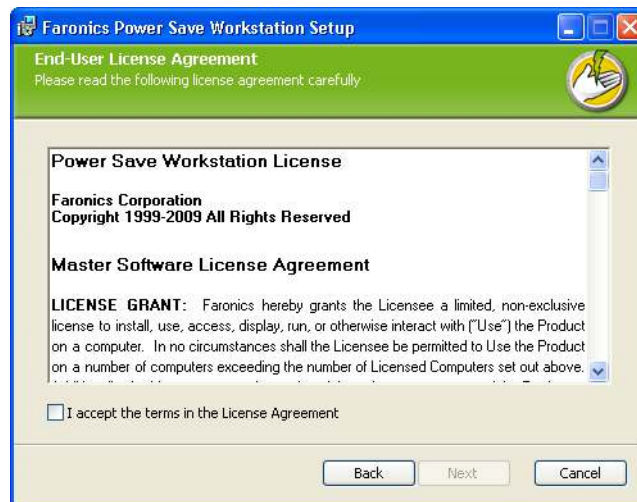 Faronics Power Save Workstation Setup
End-User License Agreement
Please read the following license agreement carefully
Power Save Workstation License
Faronics Corporation
Copyright 1999-2009 All Rights Reserved
Master Software License Agreement
LICENSE GRANT: Faronics hereby grants the Licensee a limited, non-exclusive
license to install, use, access, display, run, or otherwise interact with ("Use") the Product
on a computer. In no circumstances shall the Licensee be permitted to Use the Product
on a number of computers exceeding the number of Licensed Computers set out above.
I accept the terms in the License Agreement
Back
Next
Cancel